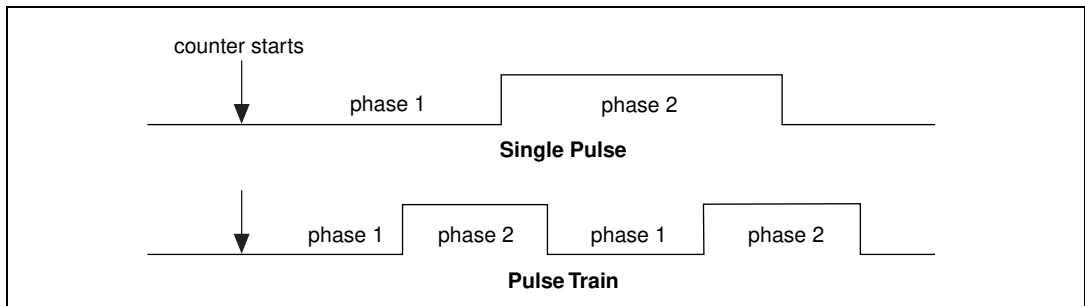 counter starts
phase 1 phase 2
Single Pulse
phase 1 phase 2 phase 1 phase 2
Pulse Train